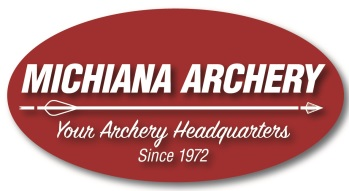 MICHIANA ARCHERY
Your Archery Headquarters
Since 1972